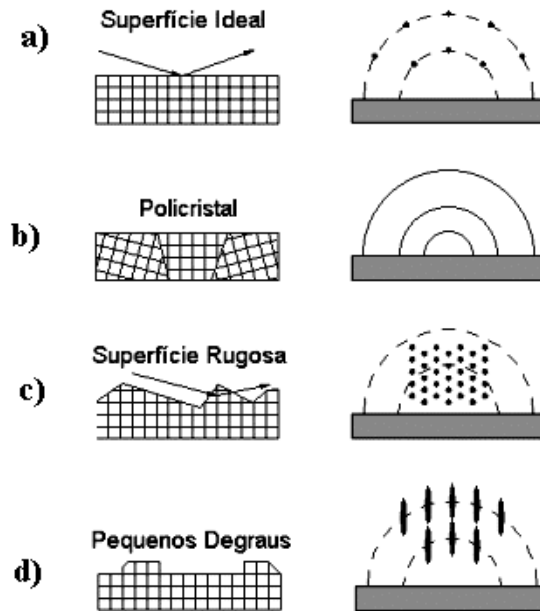 a)
Superfície Ideal
b)
Policristal
c)
Superfície Rugosa
d)
Pequenos Degraus